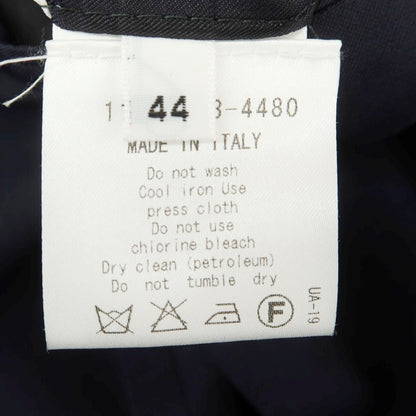 44
-4480
MADE IN ITALY
Do not wash
Cool iron Use
press cloth
Do not use
chlorine bleach
Dry clean (petroleum)
Do not tumble dry
F
UA-19